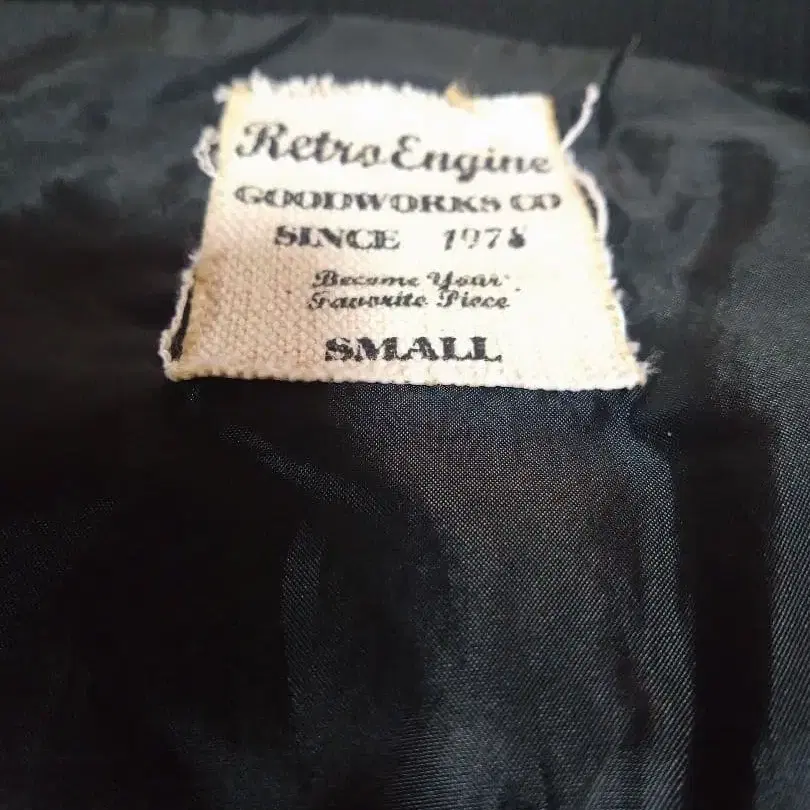 Retro Engine
GOODWORKS CO
SINCE 1978
Become Your
Favorite Piece
SMALL